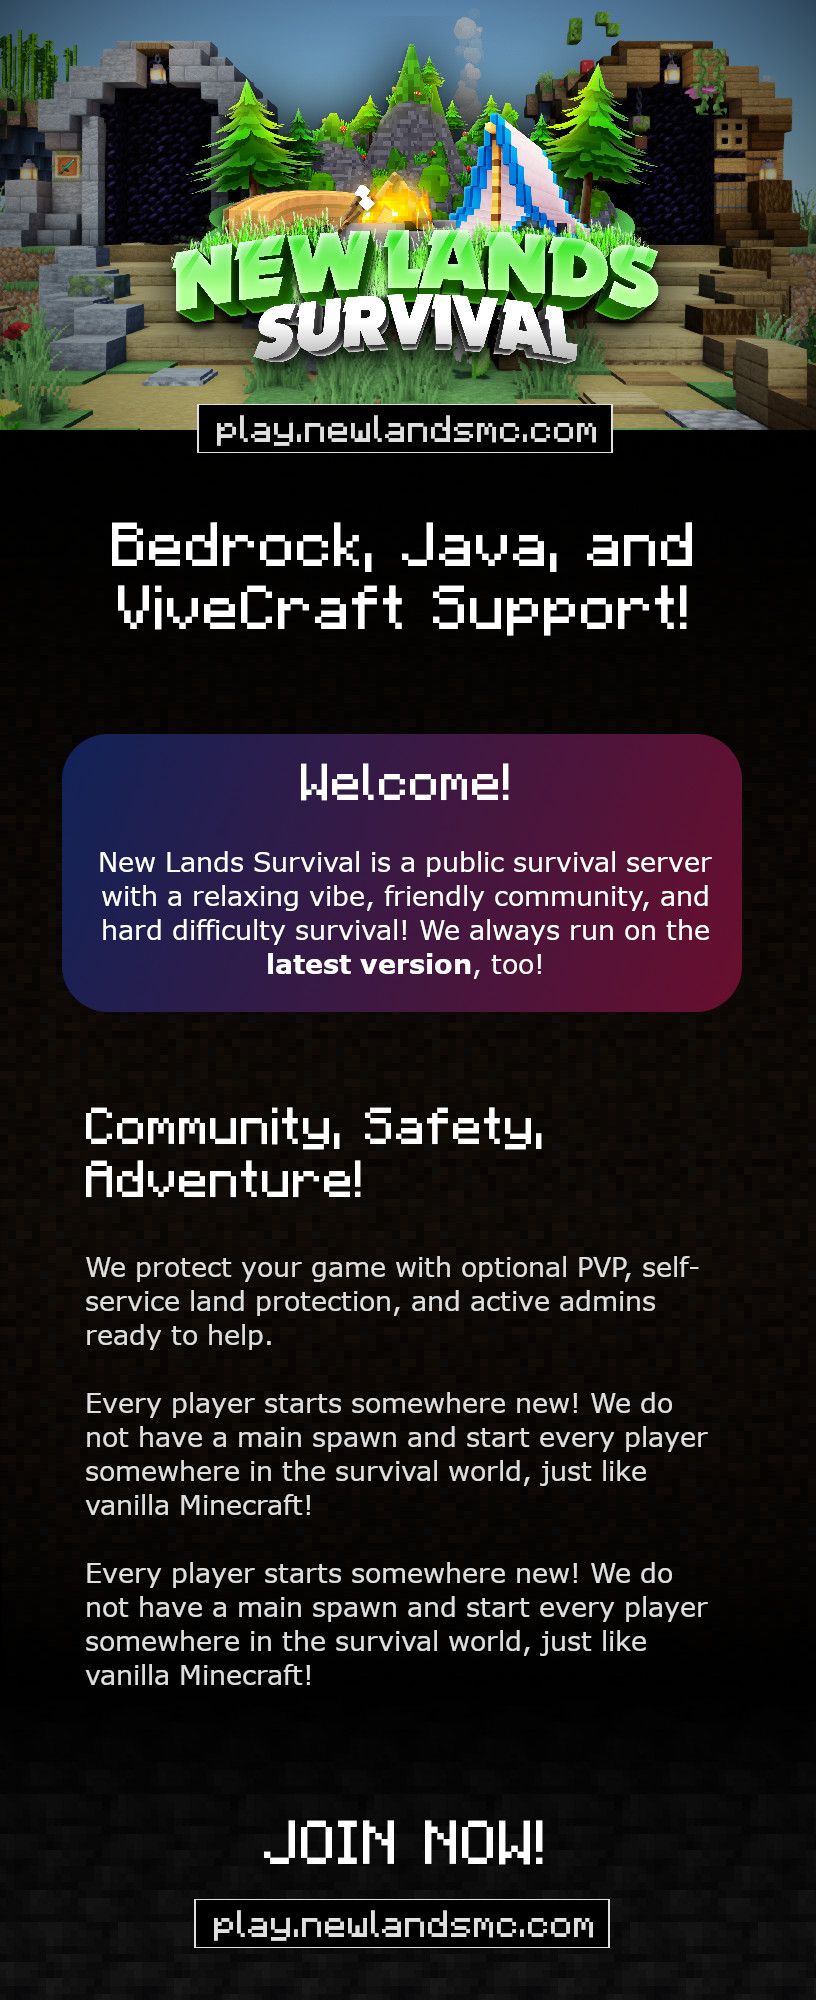 NEW LANDS
SURVIVAL
play.newlandsmc.com
Bedrock, Java, and
ViveCraft Support!
Welcome!
New Lands Survival is a public survival server
with a relaxing vibe, friendly community, and
hard difficulty survival! We always run on the
latest version, too!
Community, Safety,
Adventure!
We protect your game with optional PVP, self-
service land protection, and active admins
ready to help.
Every player starts somewhere new! We do
not have a main spawn and start every player
somewhere in the survival world, just like
vanilla Minecraft!
Every player starts somewhere new! We do
not have a main spawn and start every player
somewhere in the survival world, just like
vanilla Minecraft!
JOIN NOW!
play.newlandsmc.com